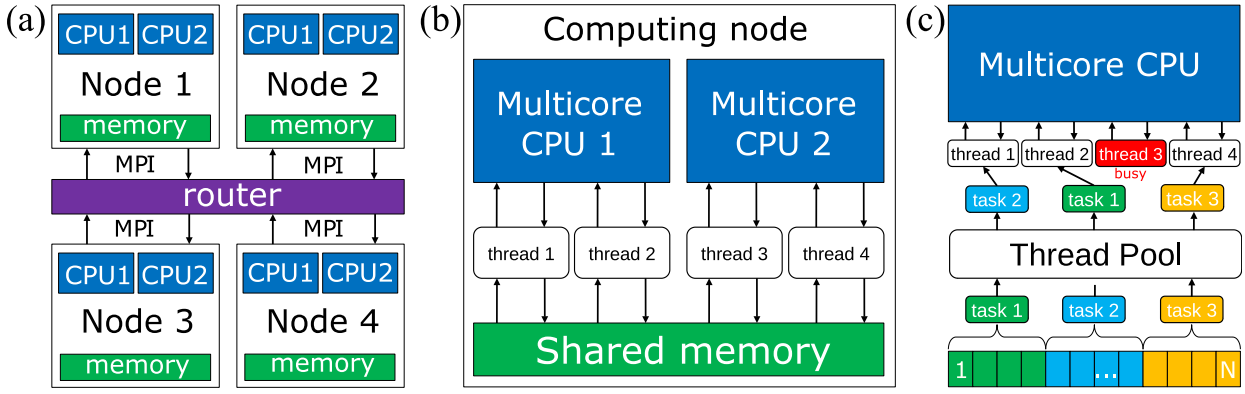 (a)
CPU1 CPU2
Node 1
memory
CPU1 CPU2
Node 2
memory
MPI
MPI
router
MPI
MPI
CPU1 CPU2
Node 3
memory
CPU1 CPU2
Node 4
memory
(b)
Computing node
Multicore
CPU 1
Multicore
CPU 2
thread 1
thread 2
thread 3
thread 4
Shared memory
(c)
Multicore CPU
thread 1
thread 2
thread 3
thread 4
busy
task 2
task 1
task 3
Thread Pool
task 1
task 2
task 3
1
...
N